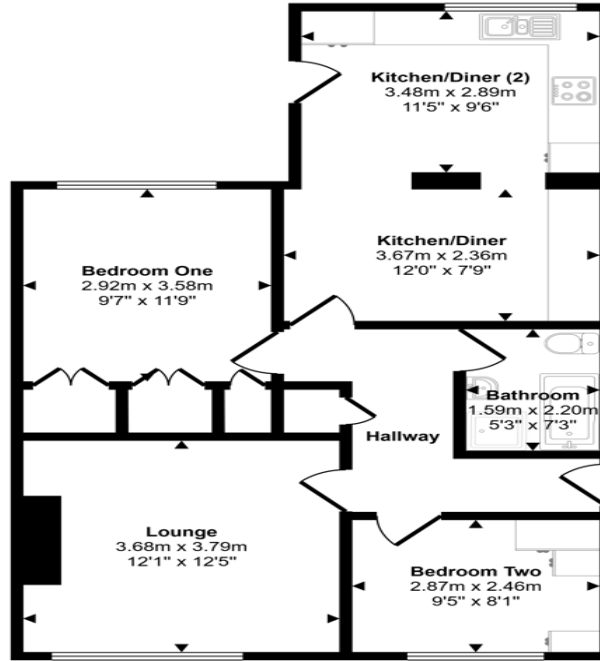 Kitchen/Diner (2)
3.48m x 2.89m
11'5" x 9'6"
Kitchen/Diner
3.67m x 2.36m
12'0" x 7'9"
Bedroom One
2.92m x 3.58m
9'7" x 11'9"
Bathroom
1.59m x 2.20m
5'3" x 7'3"
Hallway
Lounge
3.68m x 3.79m
12'1" x 12'5"
Bedroom Two
2.87m x 2.46m
9'5" x 8'1"